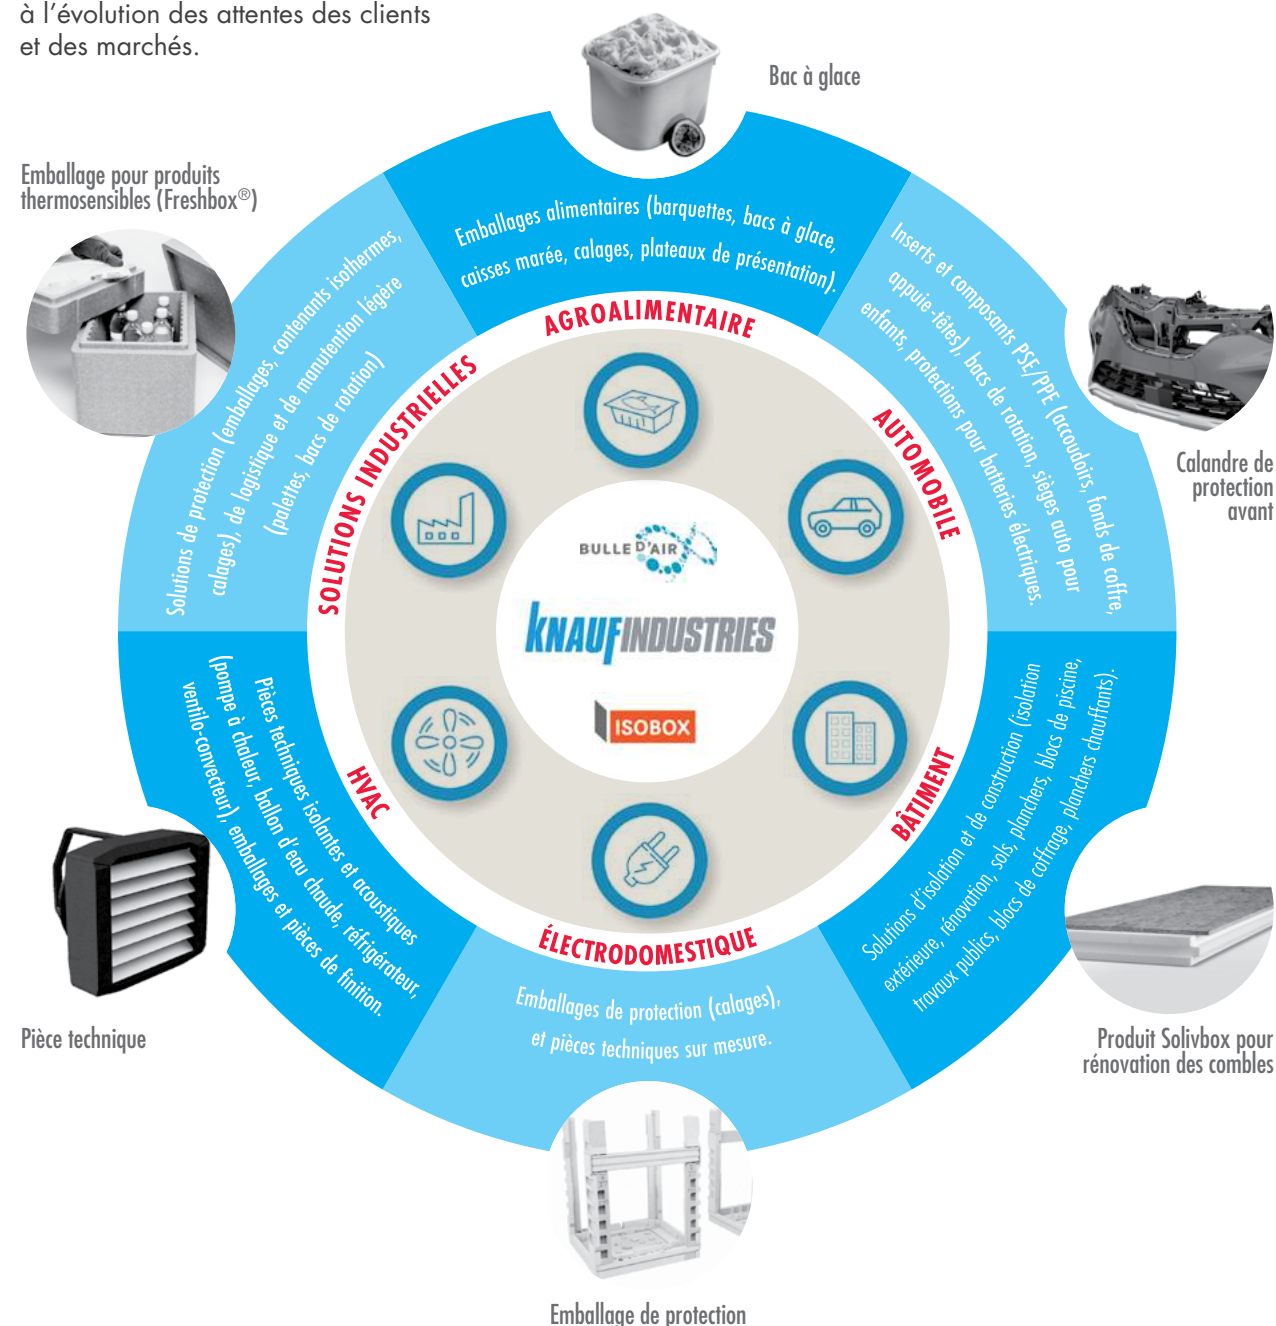 à l'évolution des attentes des clients
et des marchés.
Bac à glace
Emballage pour produits
thermosensibles (Freshbox®)
Emballages alimentaires (barquettes, bacs à glace,
caisses marée, calages, plateaux de présentation).
AGROALIMENTAIRE
Inserts et composants PSE/PPE (accoudoirs, fonds de coffre,
appuie-têtes), bacs de rotation, sièges auto pour
enfants, protections pour batteries électriques.
AUTOMOBILE
Calandre de
protection
avant
Solutions de protection (emballages, contenants isothermes,
calages), de logistique et de manutention légère
(palettes, bacs de rotation)
SOLUTIONS INDUSTRIELLES
BULLE D'AIR
KNAUF INDUSTRIES
ISOBOX
Pièces techniques isolantes et acoustiques
(pompe à chaleur, ballon d'eau chaude, réfrigérateur,
ventilo-convecteur), emballages et pièces de finition.
HVAC
Solutions d'isolation et de construction (isolation
extérieure, rénovation, sols, planchers, blocs de piscine,
travaux publics, blocs de coffrage, planchers chauffants).
BÂTIMENT
ÉLECTRODOMESTIQUE
Emballages de protection (calages),
et pièces techniques sur mesure.
Pièce technique
Produit Solivbox pour
rénovation des combles
Emballage de protection